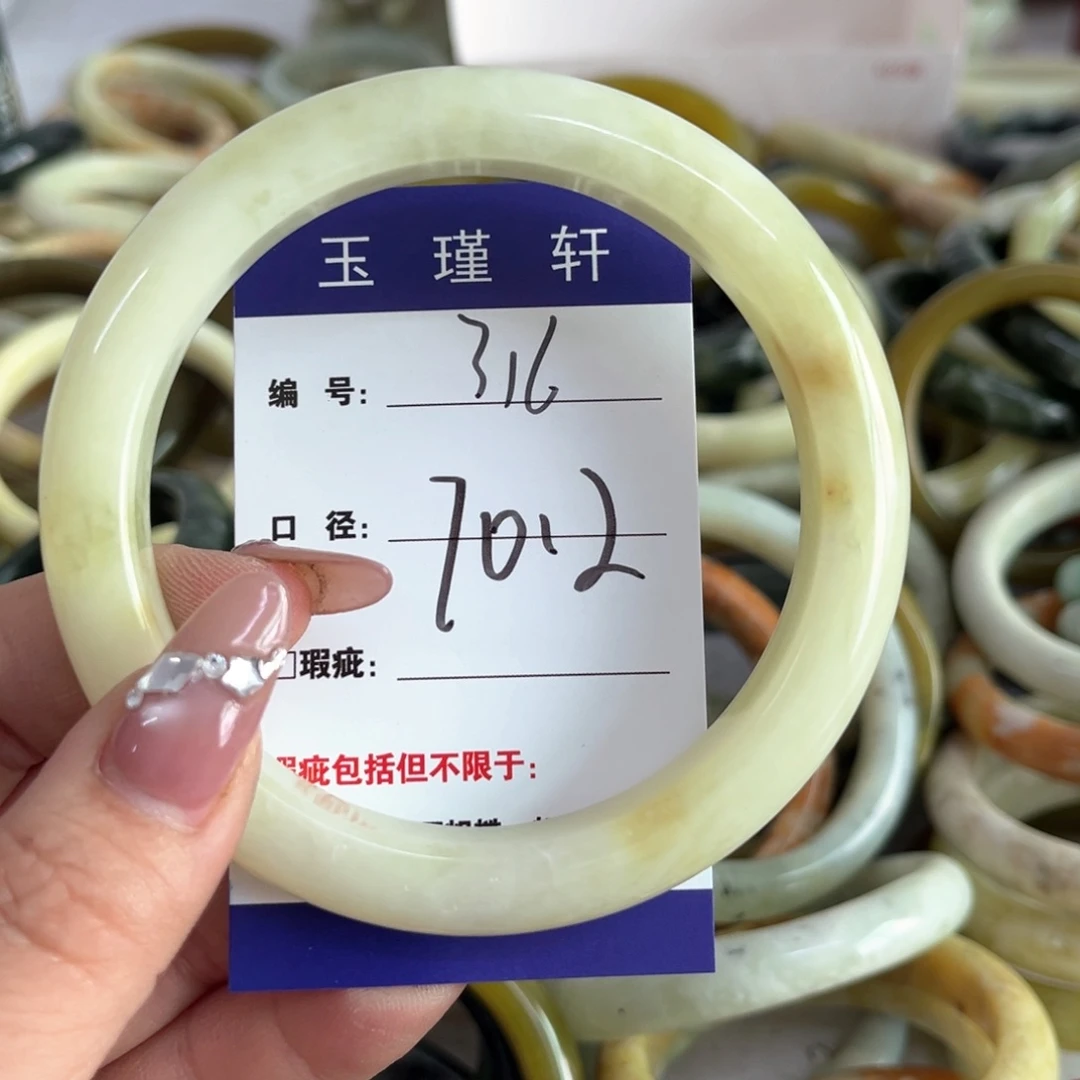 玉 瑾 轩
编 号: 316
口 径: 70.2
□瑕疵:
瑕疵包括但不限于: